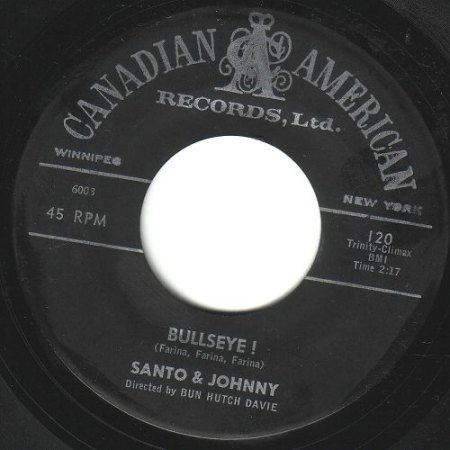 CANADIAN AMERICAN
RECORDS, Ltd.
WINNIPEG
NEW YORK
6003
45 RPM
120
Trinity-Climax
BMI
Time 2:17
BULLSEYE !
(Farina, Farina, Farina)
SANTO & JOHNNY
Directed by BUN HUTCH DAVIE